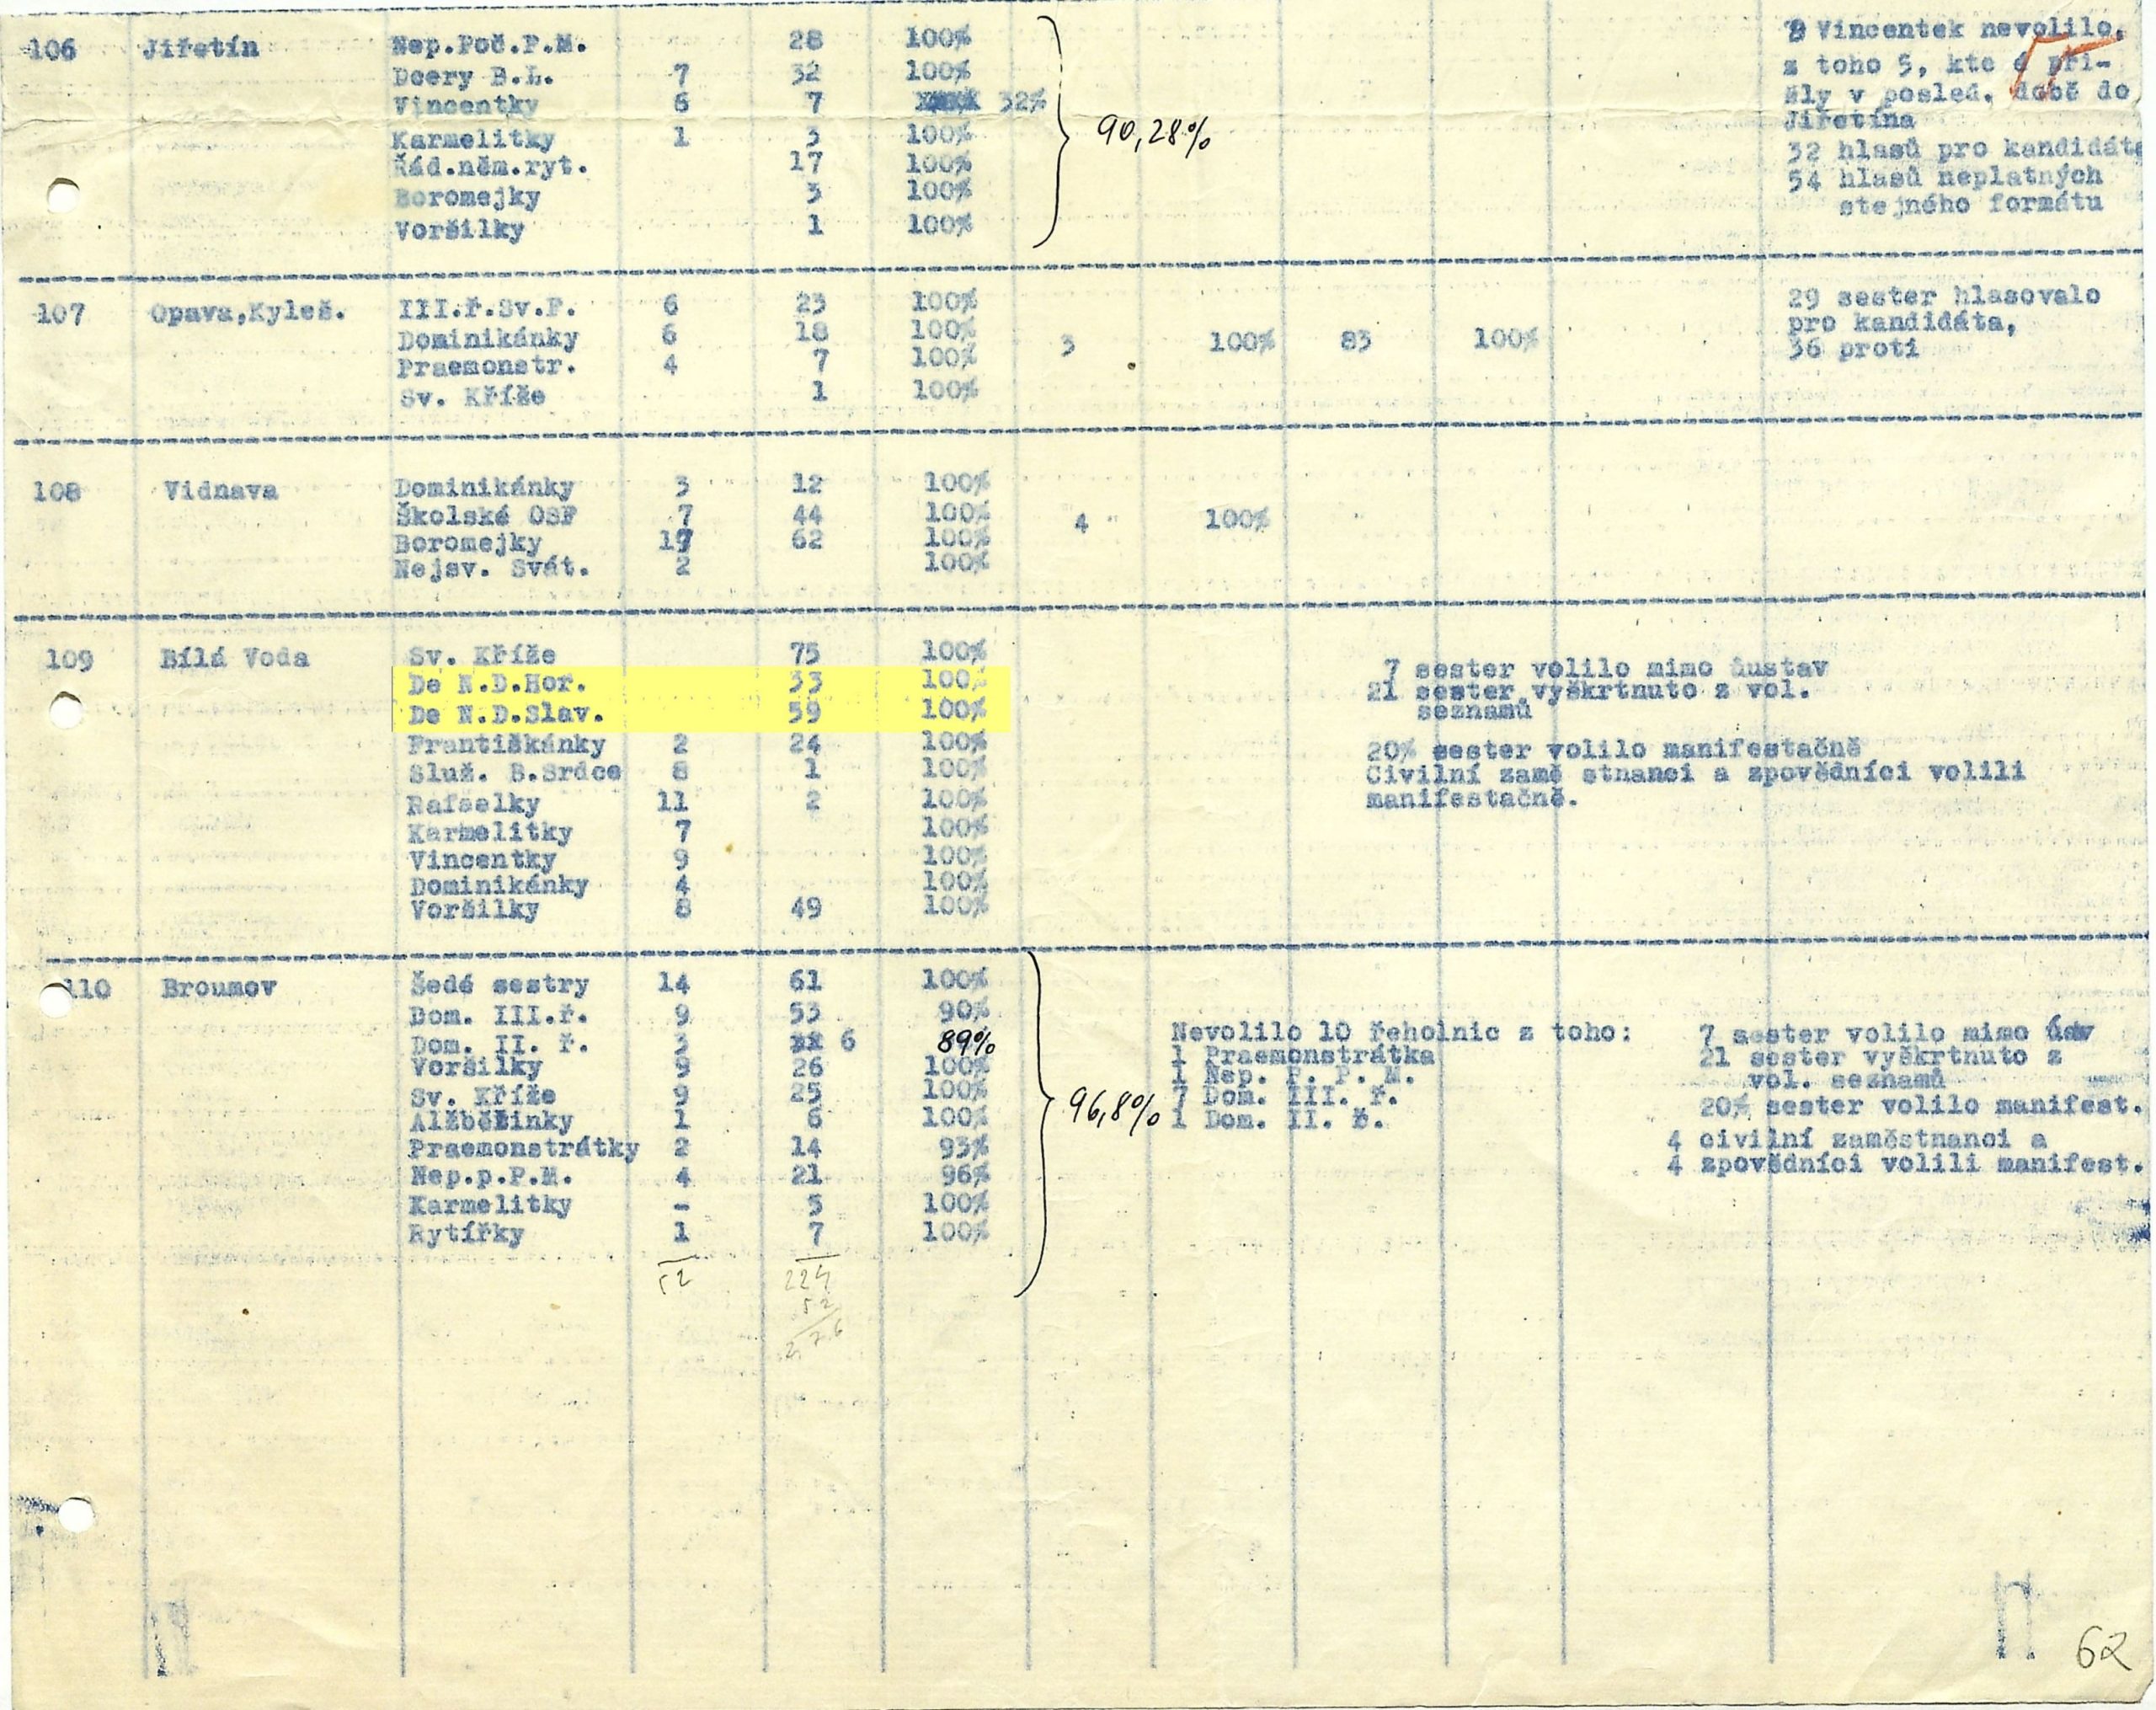 106 Jiřetín Nep.Poč.P.M. 28 100% 8 Vincentek nevolilo,
Dcery B.L. 7 32 100% z toho 5, kte é při-
Vincentky 6 7 32% šly v posled. době do
Jiřetína
Karmelitky 1 3 100% 90,28%
32 hlasů pro kandidáta
Řád.něm.ryt. 17 100% 54 hlasů neplatných
Boromejky 3 100% stejného formátu
Voršilky 1 100%
107 Opava,Kyleš. III.ř.Sv.F. 6 23 100% 29 sester hlasovalo
Dominikánky 6 18 100% 3 100% 83 100% pro kandidáta,
Praemonstr. 4 7 100% 36 proti
Sv. Kříže 1 100%
108 Vidnava Dominikánky 3 12 100%
Školské OSF 7 44 100% 4 100%
Boromejky 62 100%
Nejsv. Svát. 2 100%
109 Bílá Voda Sv. Kříže 75 100% 7 sester volilo mimo ůustav
De N.D.Hor. 33 100% 21 sester vyškrtnuto z vol.
De N.D.Slav. 59 100% seznamů
Františkánky 2 24 100% 20% sester volilo manifestačně
Služ. B.Srdce 8 1 100% Civilní zamě stnanci a zpovědníci volili
Rafaelky 11 2 100% manifestačně.
Karmelitky 7 100%
Vincentky 9 100%
Dominikánky 4 100%
Voršilky 8 49 100%
110 Broumov Šedé sestry 14 61 100%
Dom. III.ř. 9 53 90% Nevolilo 10 řeholnic z toho: 7 sester volilo mimo
Dom. II. ř. 3 6 89% 1 Praemonstrátka 21 sester vyškrtnuto z
Voršilky 9 26 100% 1 Nep. P. P. M. vol. seznamů
Sv. Kříže 9 25 100% 96,8% 7 Dom. III. ř. 20% sester volilo manifest.
Alžbětinky 1 6 100% 1 Dom. II. ř.
Praemonstrátky 2 14 93% 4 civilní zaměstnanci a
Nep.p.P.M. 4 21 96% 4 zpovědníci volili manifest.
Karmelitky - 5 100%
Rytířky 1 7 100%
52 224
52
276
62